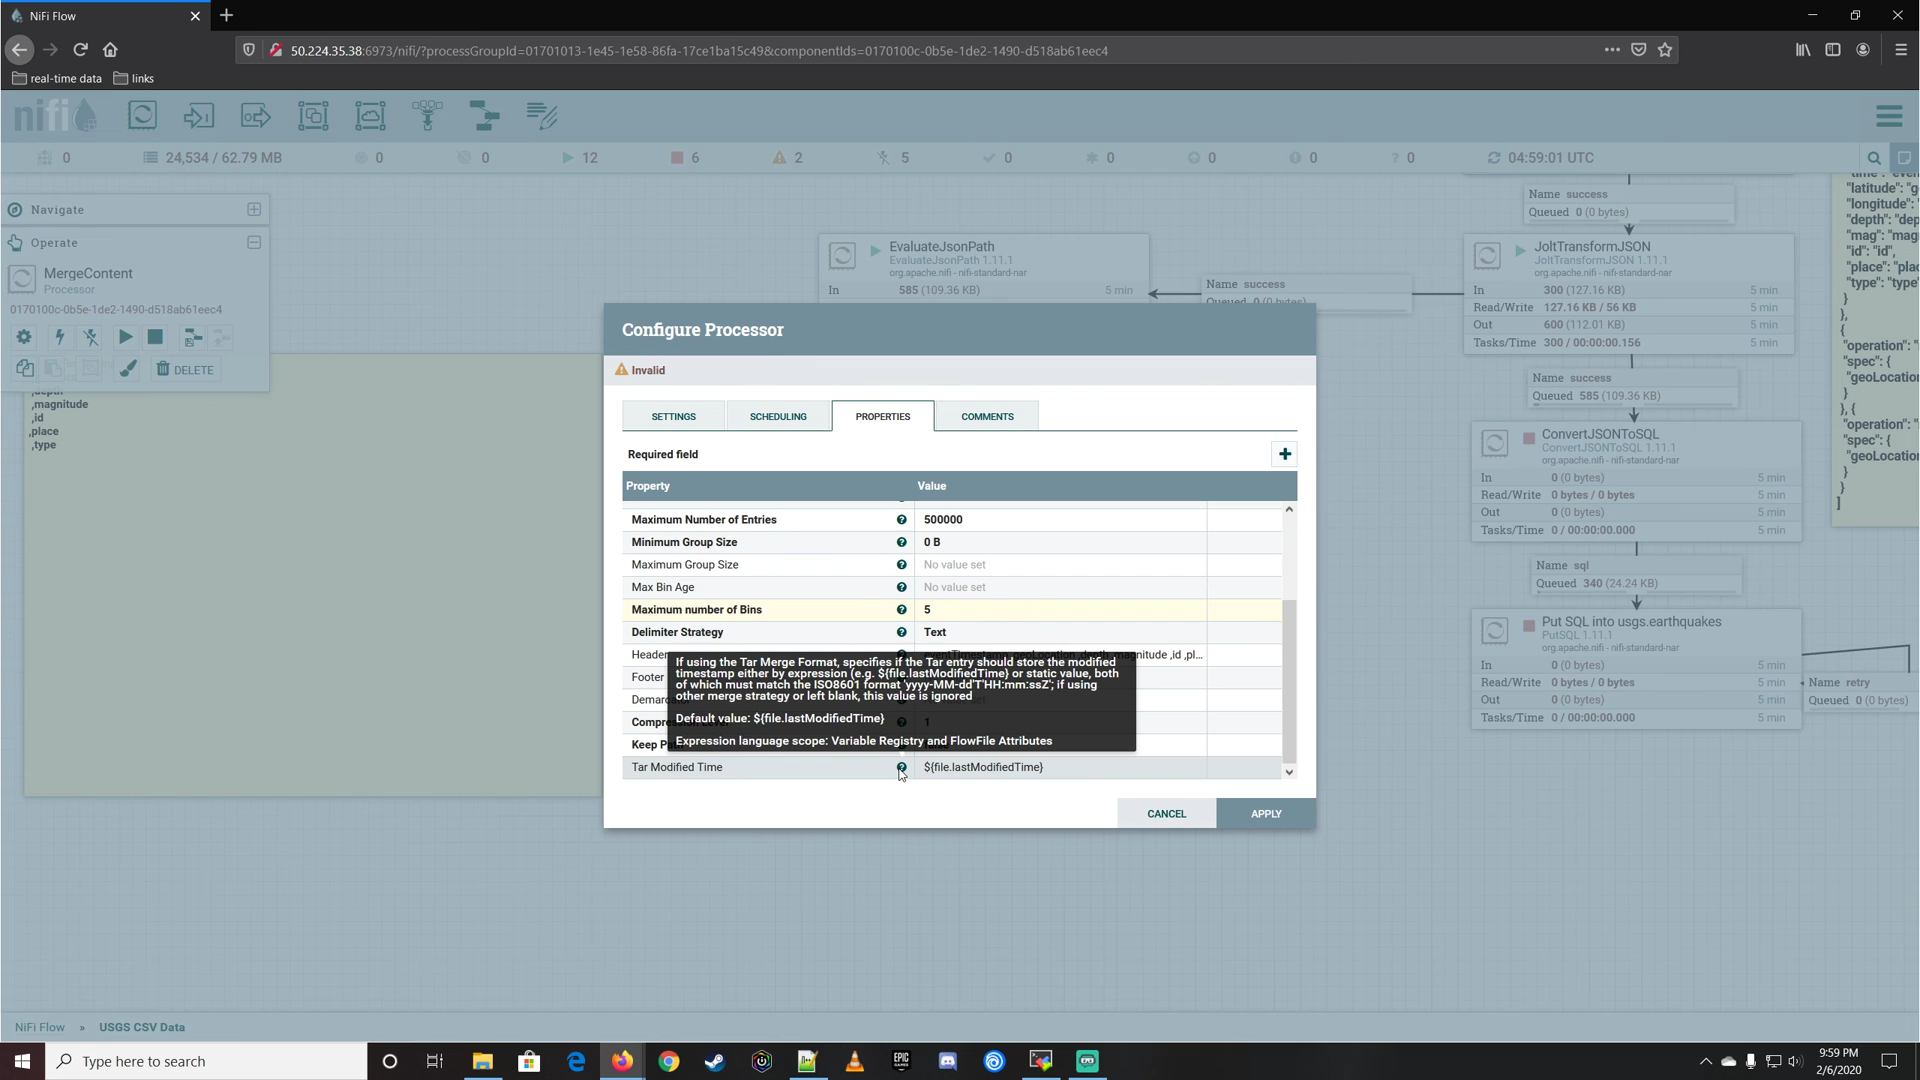 NiFi Flow
50.224.35.38:6973/nifi/?processGroupId=01701013-1e45-1e58-86fa-17ce1ba15c49&componentIds=0170100c-0b5e-1de2-1490-d518ab61eec4
real-time data
links
nifi
0
24,534 / 62.79 MB
0
0
12
6
2
5
0
0
0
0
? 0
04:59:01 UTC
Navigate
Operate
MergeContent
Processor
0170100c-0b5e-1de2-1490-d518ab61eec4
DELETE
,magnitude
,id
,place
,type
EvaluateJsonPath
EvaluateJsonPath 1.11.1
org.apache.nifi - nifi-standard-nar
In 585 (109.36 KB) 5 min
Name success
Queued 0 (0 bytes)
Name success
Queued 0 (0 bytes)
JoltTransformJSON
JoltTransformJSON 1.11.1
org.apache.nifi - nifi-standard-nar
In 300 (127.16 KB) 5 min
Read/Write 127.16 KB / 56 KB 5 min
Out 600 (112.01 KB) 5 min
Tasks/Time 300 / 00:00:00.156 5 min
Name success
Queued 585 (109.36 KB)
ConvertJSONToSQL
ConvertJSONToSQL 1.11.1
org.apache.nifi - nifi-standard-nar
In 0 (0 bytes) 5 min
Read/Write 0 bytes / 0 bytes 5 min
Out 0 (0 bytes) 5 min
Tasks/Time 0 / 00:00:00.000 5 min
Name sql
Queued 340 (24.24 KB)
Put SQL into usgs.earthquakes
PutSQL 1.11.1
org.apache.nifi - nifi-standard-nar
In 0 (0 bytes) 5 min
Read/Write 0 bytes / 0 bytes 5 min
Out 0 (0 bytes) 5 min
Tasks/Time 0 / 00:00:00.000 5 min
Name retry
Queued 0 (0 bytes)
"latitude": "g
"longitude":
"depth": "dep
"mag": "mag
"id": "id",
"place": "plac
"type": "type"
}
},
{
"operation": "
"spec": {
"geoLocation
}
}, {
"operation": "
"spec": {
"geoLocation
}
}
]
Configure Processor
Invalid
SETTINGS
SCHEDULING
PROPERTIES
COMMENTS
Required field
Property Value
Maximum Number of Entries 500000
Minimum Group Size 0 B
Maximum Group Size No value set
Max Bin Age No value set
Maximum number of Bins 5
Delimiter Strategy Text
Header
Footer
Compression Level 1
Keep Path
Tar Modified Time ${file.lastModifiedTime}
If using the Tar Merge Format, specifies if the Tar entry should store the modified
timestamp either by expression (e.g. ${file.lastModifiedTime} or static value, both
of which must match the ISO8601 format 'yyyy-MM-dd'T'HH:mm:ssZ'; if using
other merge strategy or left blank, this value is ignored
Default value: ${file.lastModifiedTime}
Expression language scope: Variable Registry and FlowFile Attributes
CANCEL
APPLY
NiFi Flow » USGS CSV Data
Type here to search
EPIC GAMES
9:59 PM
2/6/2020